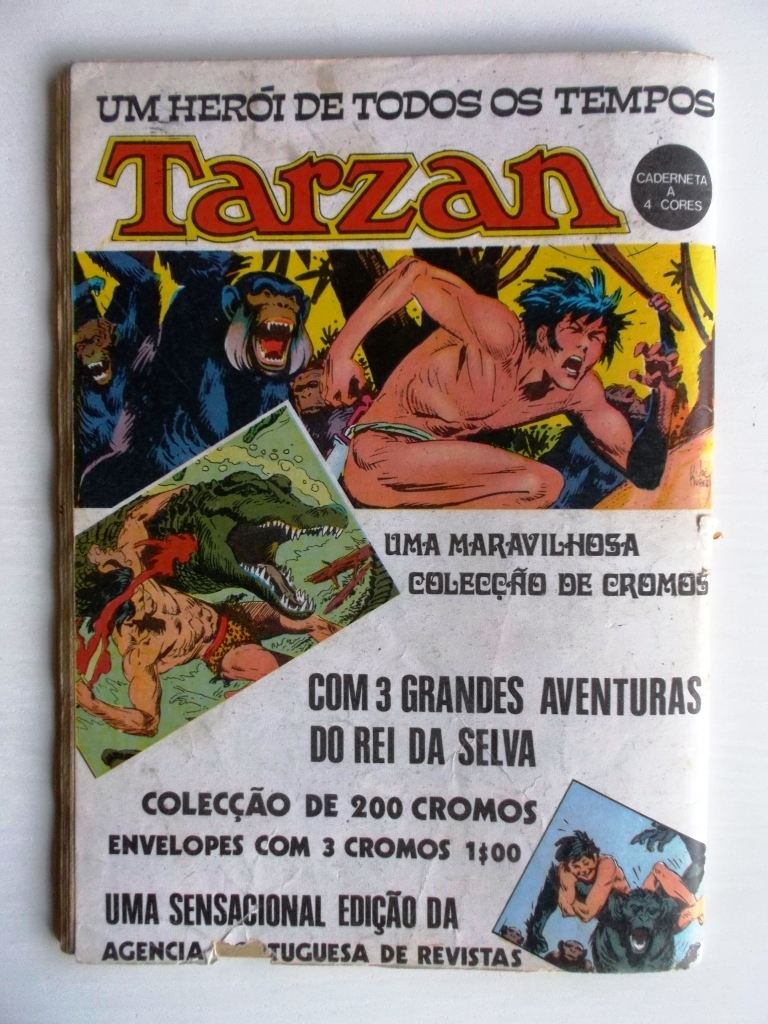 UM HERÓI DE TODOS OS TEMPOS
Tarzan
CADERNETA
A
4 CORES
UMA MARAVILHOSA
COLECÇÃO DE CROMOS
COM 3 GRANDES AVENTURAS
DO REI DA SELVA
COLECÇÃO DE 200 CROMOS
ENVELOPES COM 3 CROMOS 1$00
UMA SENSACIONAL EDIÇÃO DA
AGENCIA TUGUESA DE REVISTAS